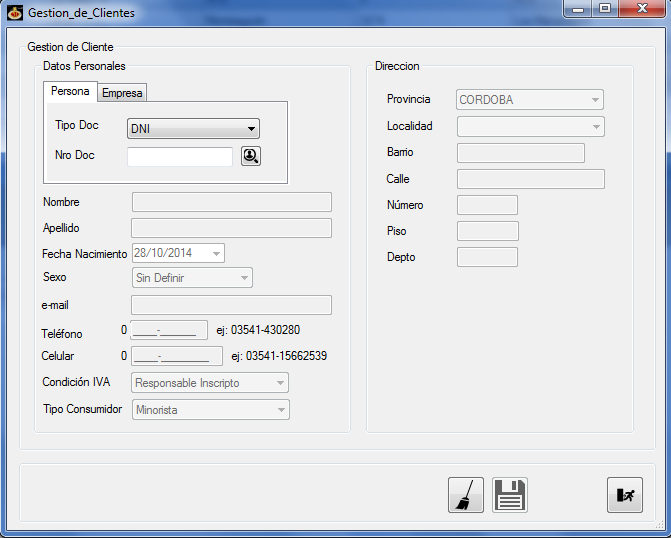 Gestion_de_Clientes
Gestion de Cliente
Datos Personales
Persona
Empresa
Tipo Doc
DNI
Nro Doc
Nombre
Apellido
Fecha Nacimiento
28/10/2014
Sexo
Sin Definir
e-mail
Teléfono
0
____-______
ej: 03541-430280
Celular
0
____-________
ej: 03541-15662539
Condición IVA
Responsable Inscripto
Tipo Consumidor
Minorista
Direccion
Provincia
CORDOBA
Localidad
Barrio
Calle
Número
Piso
Depto